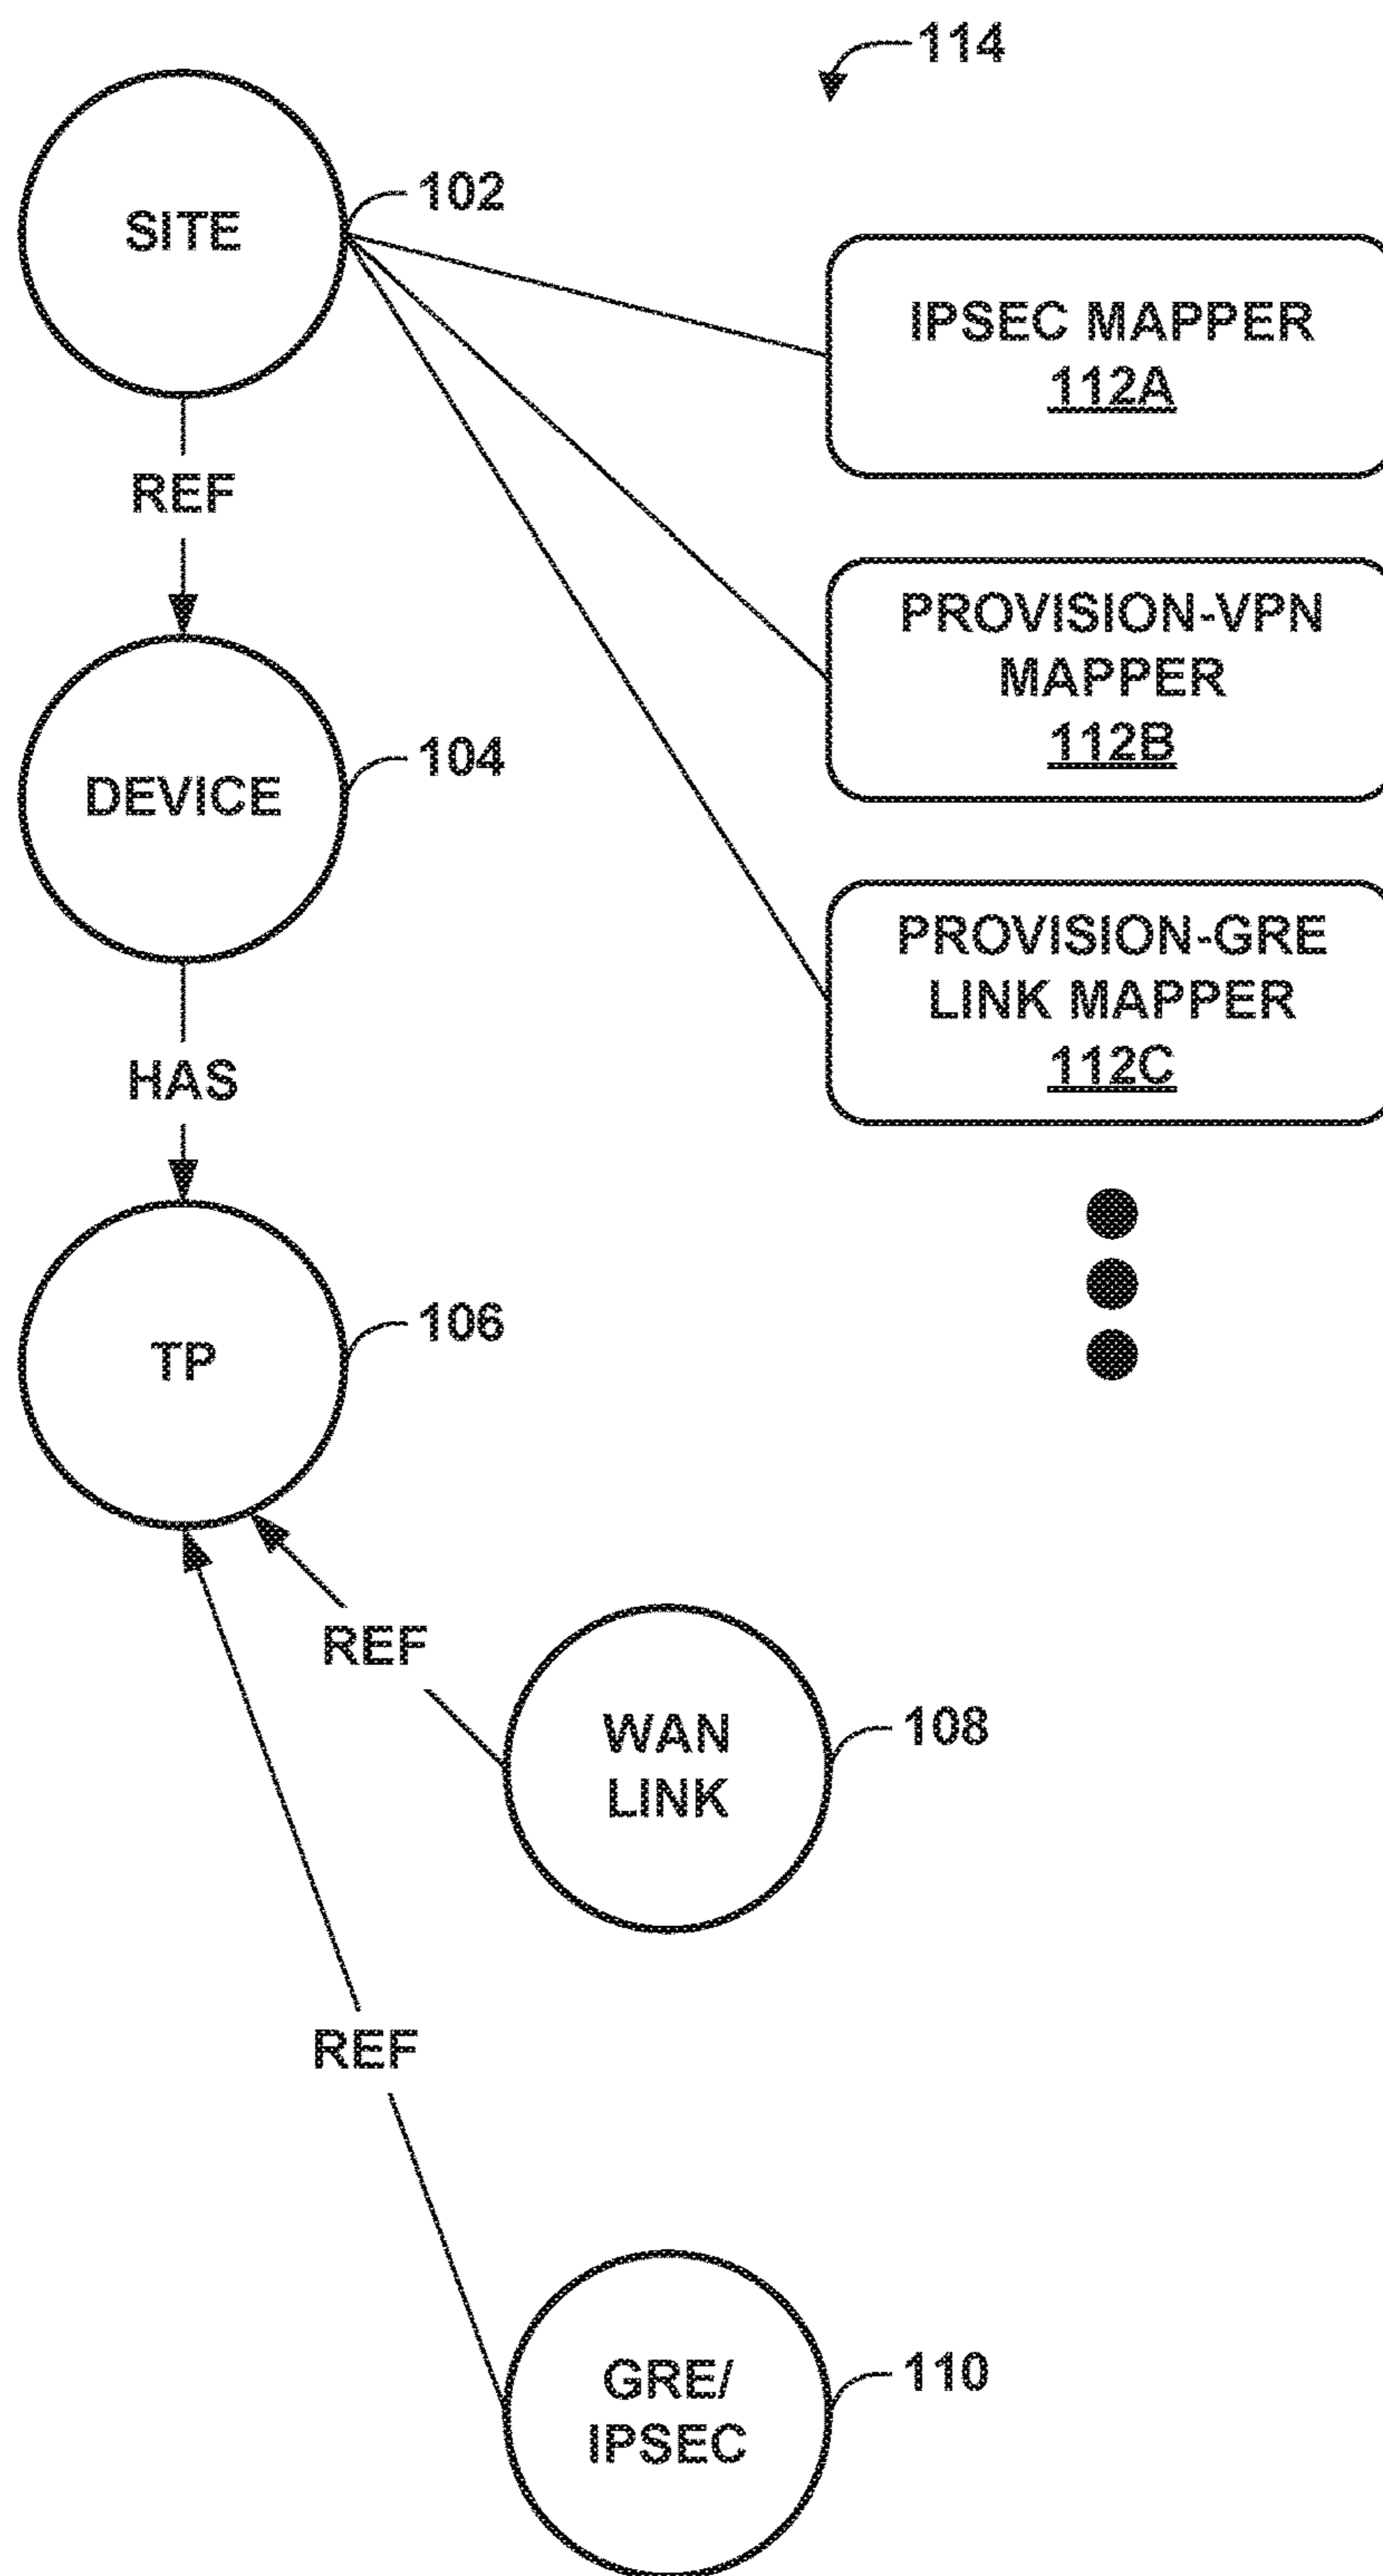 114
102
SITE
IPSEC MAPPER
112A
REF
PROVISION-VPN
MAPPER
112B
104
DEVICE
PROVISION-GRE
LINK MAPPER
112C
HAS
106
TP
REF
WAN
LINK
108
REF
GRE/
IPSEC
110